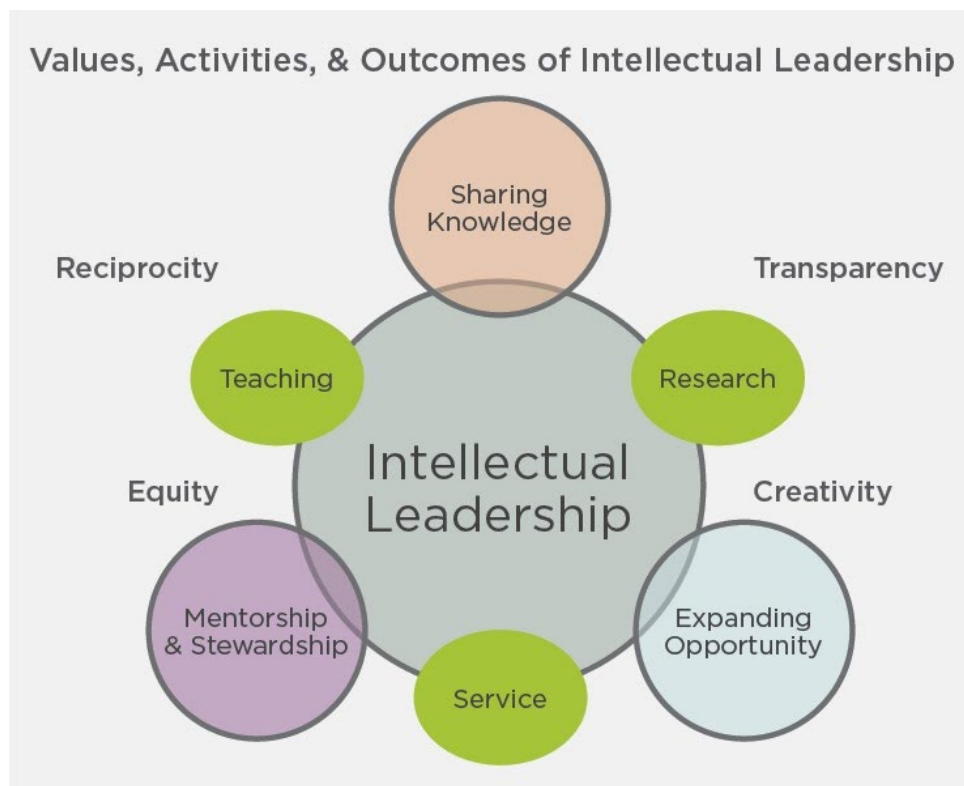 Values, Activities, & Outcomes of Intellectual Leadership
Sharing
Knowledge
Reciprocity
Transparency
Teaching
Research
Intellectual
Leadership
Equity
Creativity
Mentorship
& Stewardship
Expanding
Opportunity
Service